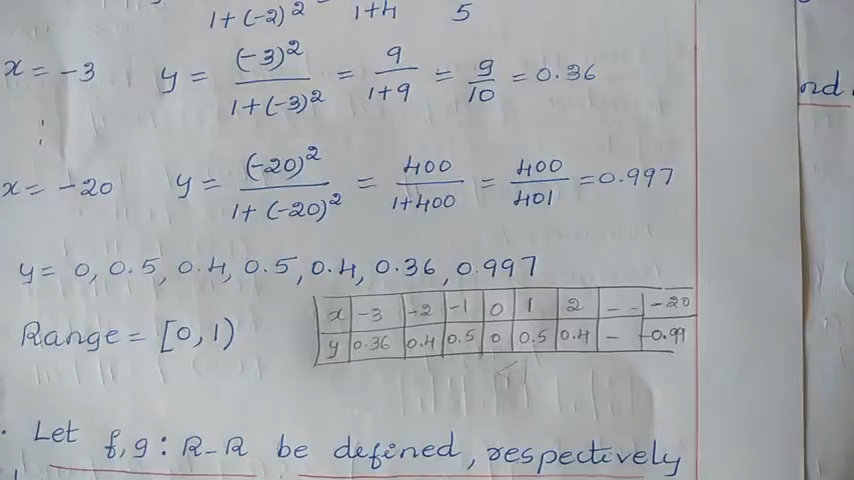 1+(-2)² 1+4 5
x = -3 y = (-3)² / 1+(-3)² = 9 / 1+9 = 9 / 10 = 0.36
nd.
x = -20 y = (-20)² / 1+(-20)² = 400 / 1+400 = 400 / 401 = 0.997
y = 0, 0.5, 0.4, 0.5, 0.4, 0.36, 0.997
x -3 -2 -1 0 1 2 -- -20
Range = [0,1)
y 0.36 0.4 0.5 0 0.5 0.4 - -0.99
. Let f,g : R-R be defined, respectively